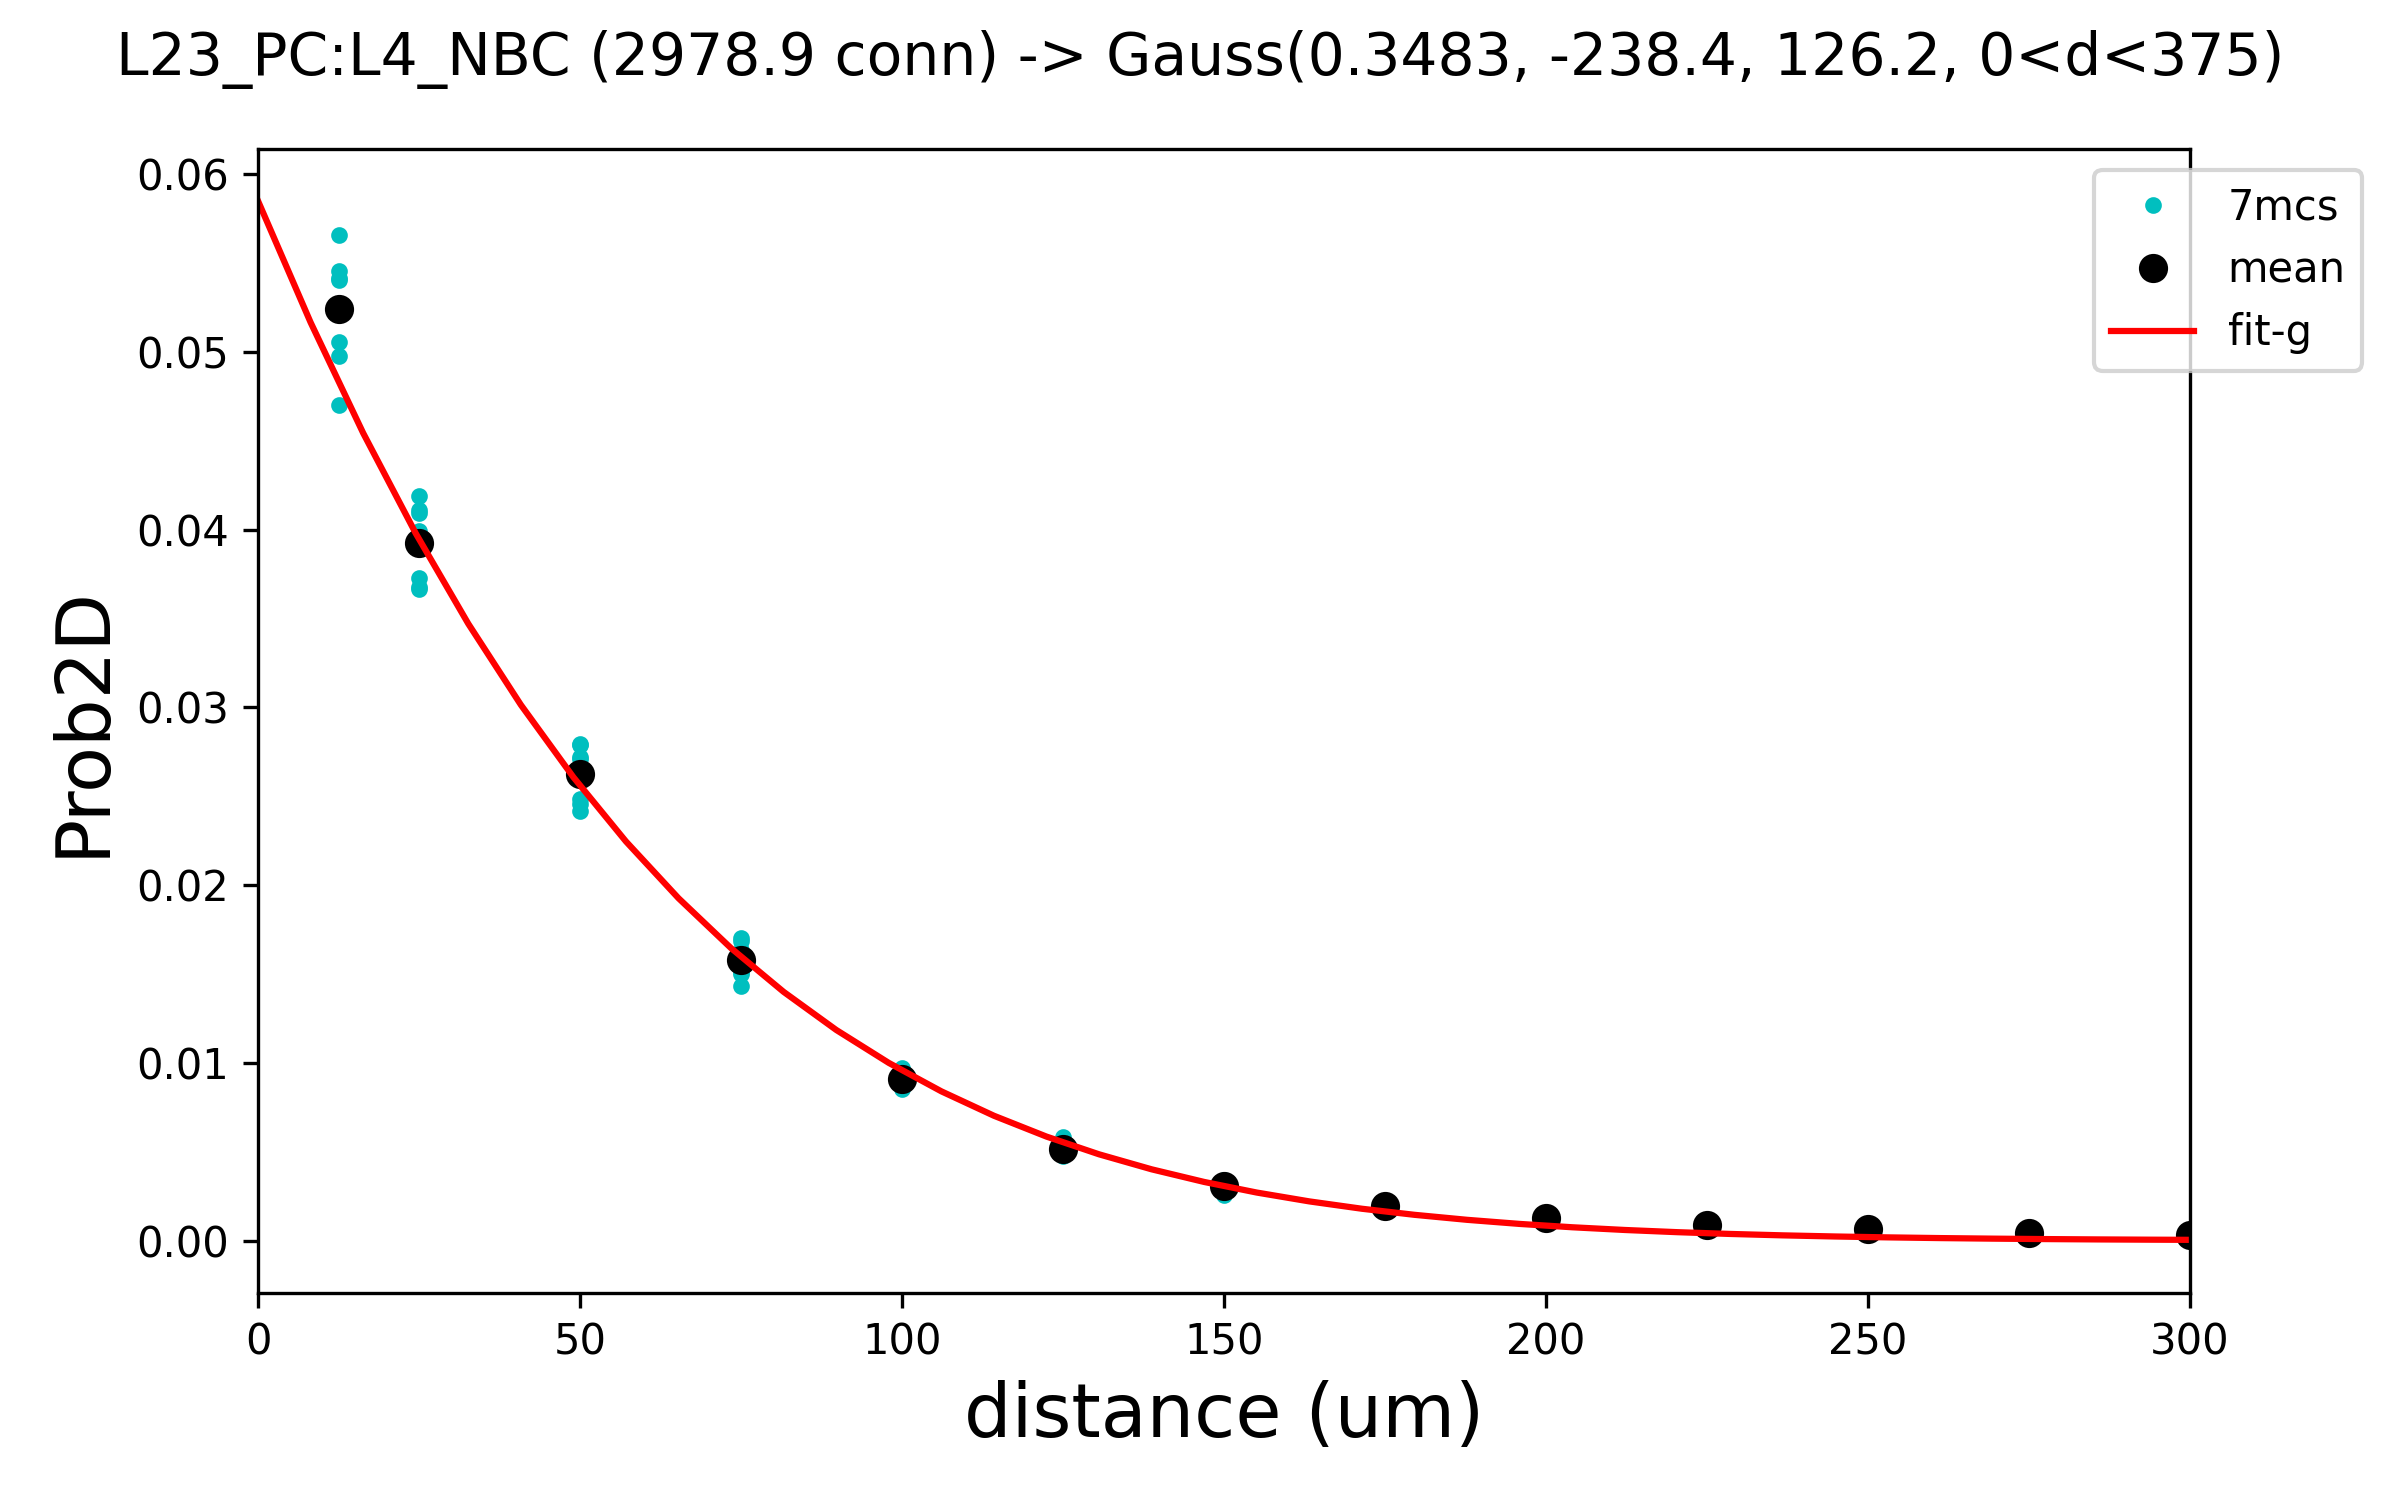 L23_PC:L4_NBC (2978.9 conn) -> Gauss(0.3483, -238.4, 126.2, 0<d<375)
7mcs
mean
fit-g
Prob2D
0.06
0.05
0.04
0.03
0.02
0.01
0.00
0 50 100 150 200 250 300
distance (um)